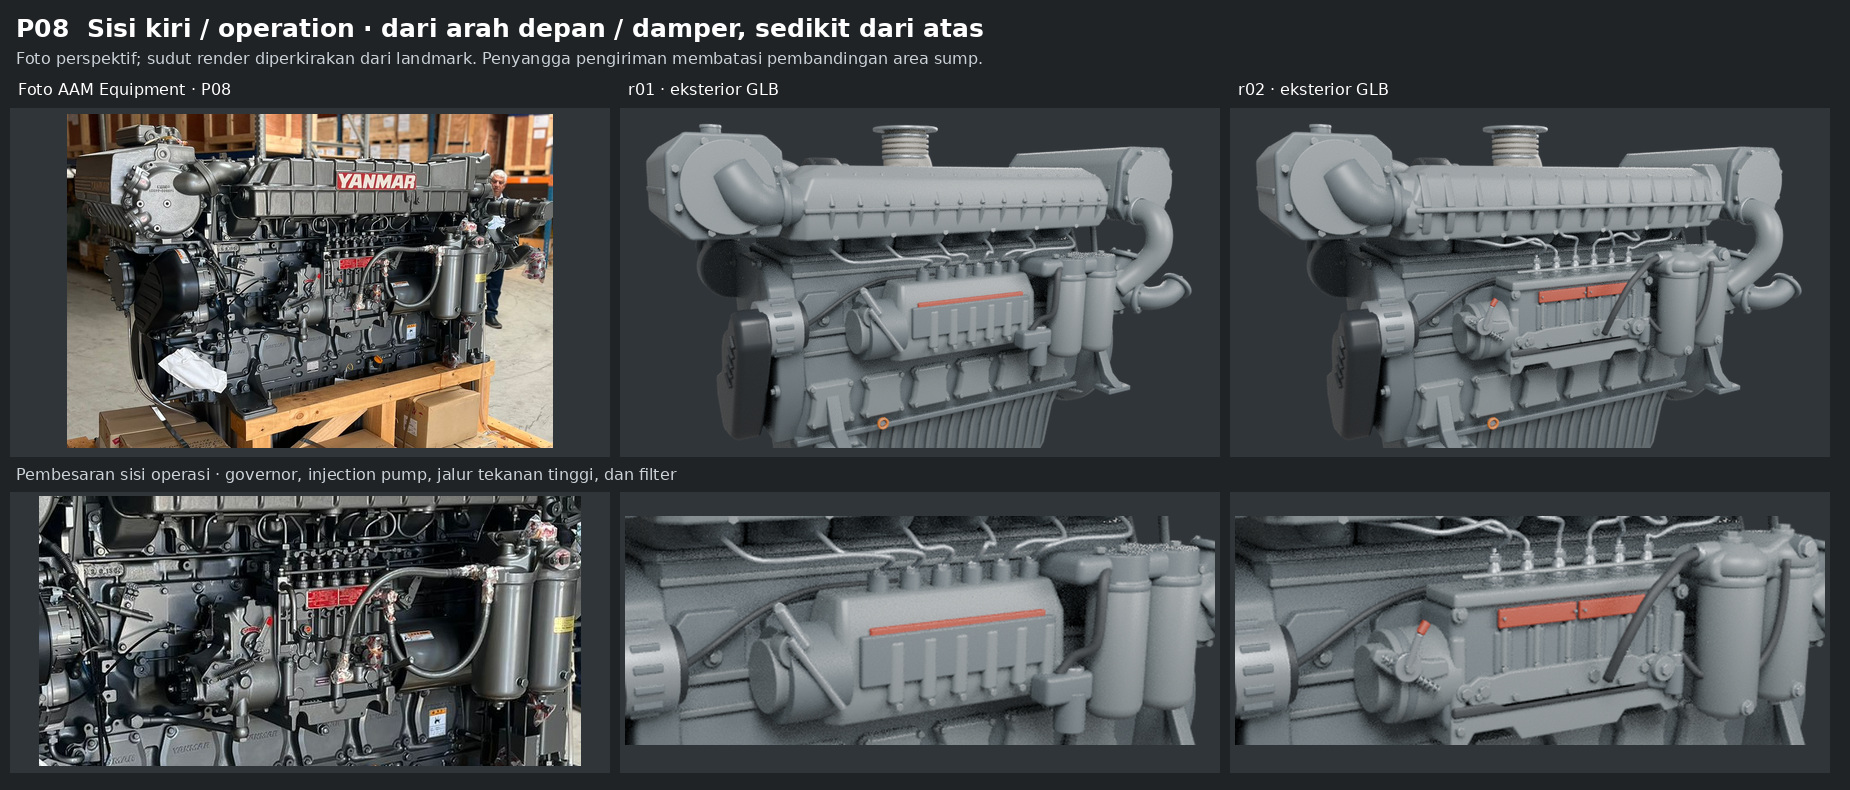 P08 Sisi kiri / operation · dari arah depan / damper, sedikit dari atas
Foto perspektif; sudut render diperkirakan dari landmark. Penyangga pengiriman membatasi pembandingan area sump.
Foto AAM Equipment · P08
r01 · eksterior GLB
r02 · eksterior GLB
YANMAR
Pembesaran sisi operasi · governor, injection pump, jalur tekanan tinggi, dan filter
YANMAR